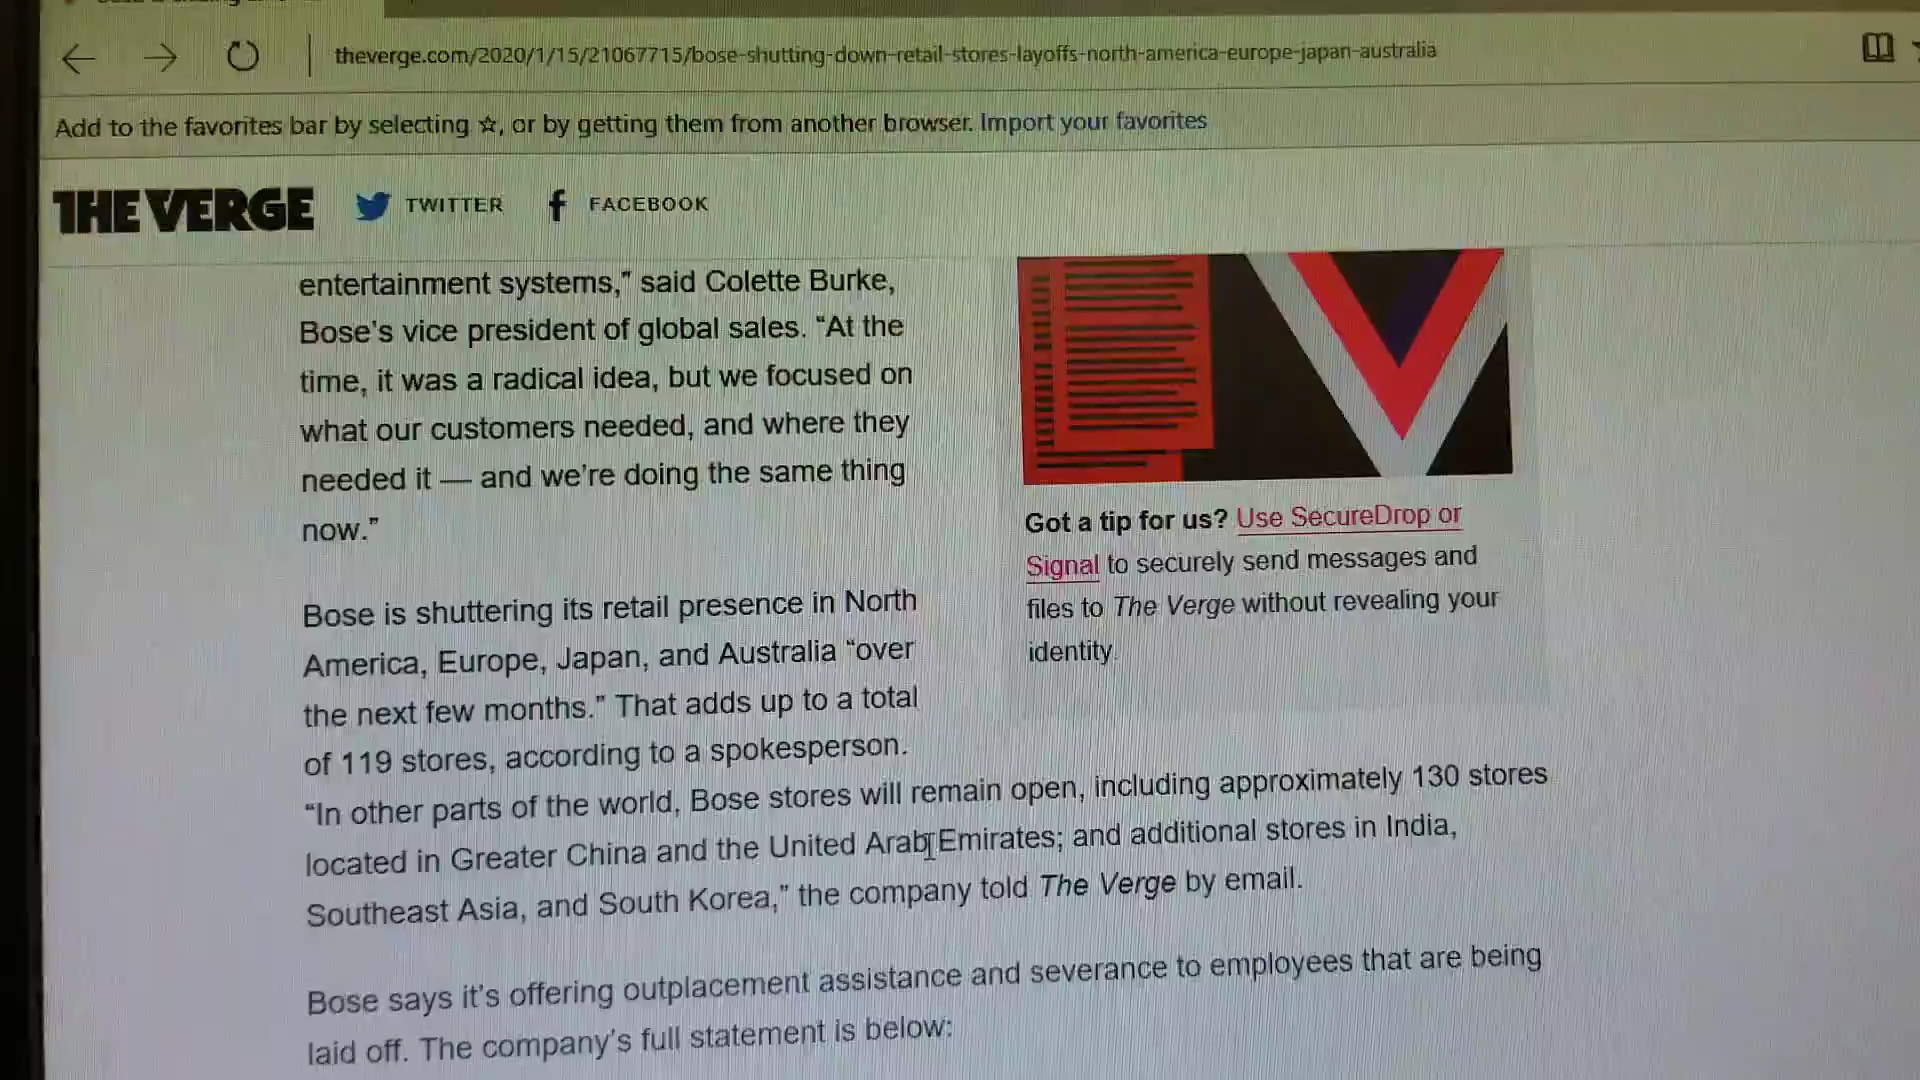 theverge.com/2020/1/15/21067715/bose-shutting-down-retail-stores-layoffs-north-america-europe-japan-australia
Add to the favorites bar by selecting ☆, or by getting them from another browser. Import your favorites
THE VERGE TWITTER FACEBOOK
entertainment systems,” said Colette Burke,
Bose’s vice president of global sales. “At the
time, it was a radical idea, but we focused on
what our customers needed, and where they
needed it — and we’re doing the same thing
now.”
Bose is shuttering its retail presence in North
America, Europe, Japan, and Australia “over
the next few months.” That adds up to a total
of 119 stores, according to a spokesperson.
“In other parts of the world, Bose stores will remain open, including approximately 130 stores
located in Greater China and the United Arab Emirates; and additional stores in India,
Southeast Asia, and South Korea,” the company told The Verge by email.
Bose says it’s offering outplacement assistance and severance to employees that are being
laid off. The company’s full statement is below:
Got a tip for us? Use SecureDrop or
Signal to securely send messages and
files to The Verge without revealing your
identity.